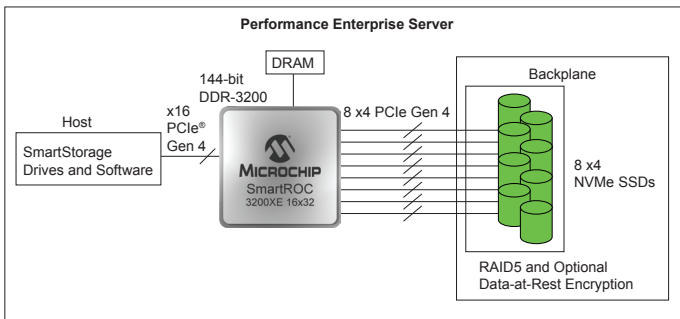 Performance Enterprise Server
DRAM
144-bit
DDR-3200
x16
PCIe®
Gen 4
Host
SmartStorage
Drives and Software
MICROCHIP
SmartROC
3200XE 16x32
8 x4 PCIe Gen 4
Backplane
8 x4
NVMe SSDs
RAID5 and Optional
Data-at-Rest Encryption